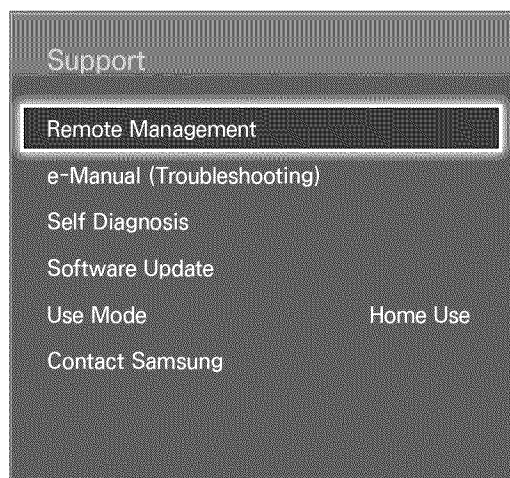 Support
Remote Management
e-Manual (Troubleshooting)
Self Diagnosis
Software Update
Use Mode Home Use
Contact Samsung